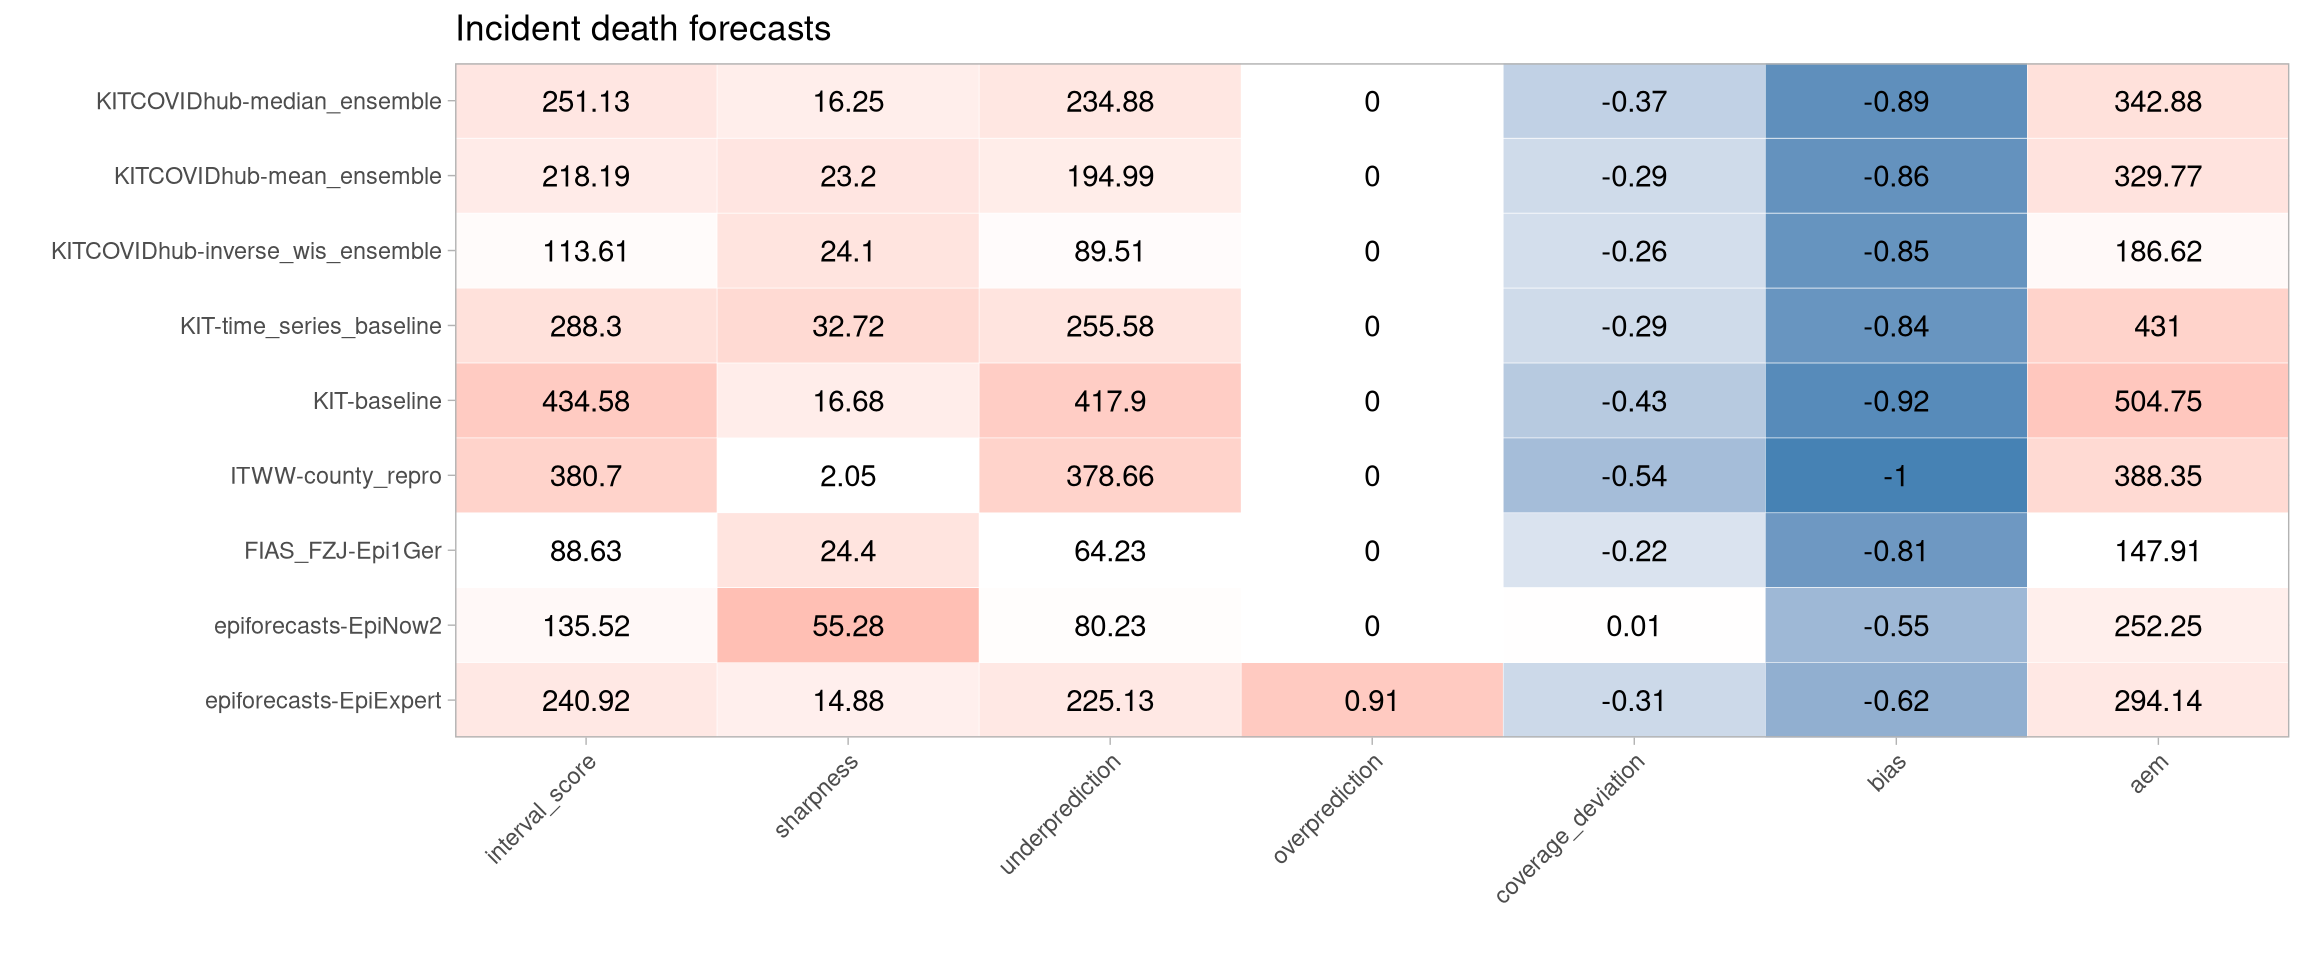 Incident death forecasts
KITCOVIDhub-median_ensemble 251.13 16.25 234.88 0 -0.37 -0.89 342.88
KITCOVIDhub-mean_ensemble 218.19 23.2 194.99 0 -0.29 -0.86 329.77
KITCOVIDhub-inverse_wis_ensemble 113.61 24.1 89.51 0 -0.26 -0.85 186.62
KIT-time_series_baseline 288.3 32.72 255.58 0 -0.29 -0.84 431
KIT-baseline 434.58 16.68 417.9 0 -0.43 -0.92 504.75
ITWW-county_repro 380.7 2.05 378.66 0 -0.54 -1 388.35
FIAS_FZJ-Epi1Ger 88.63 24.4 64.23 0 -0.22 -0.81 147.91
epiforecasts-EpiNow2 135.52 55.28 80.23 0 0.01 -0.55 252.25
epiforecasts-EpiExpert 240.92 14.88 225.13 0.91 -0.31 -0.62 294.14
interval_score sharpness underprediction overprediction coverage_deviation bias aem